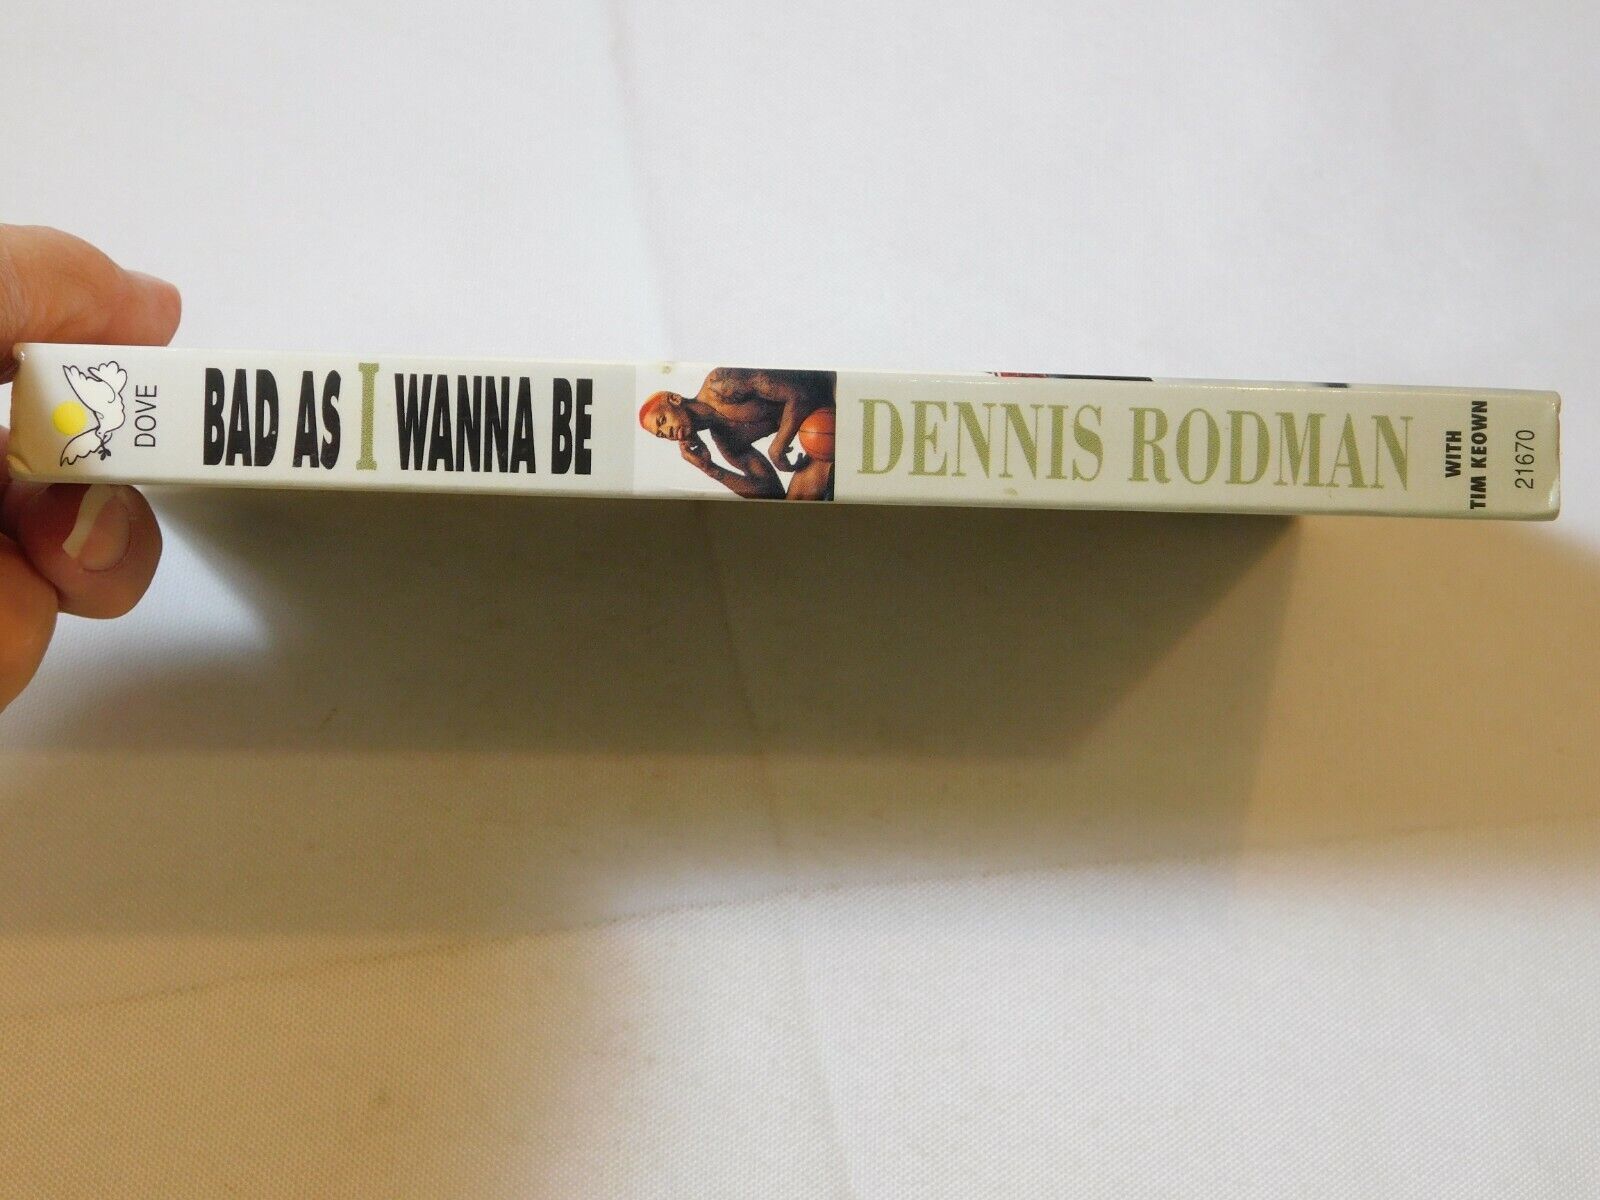 DOVE
BAD AS I WANNA BE
DENNIS RODMAN
WITH
TIM KEOWN
21670